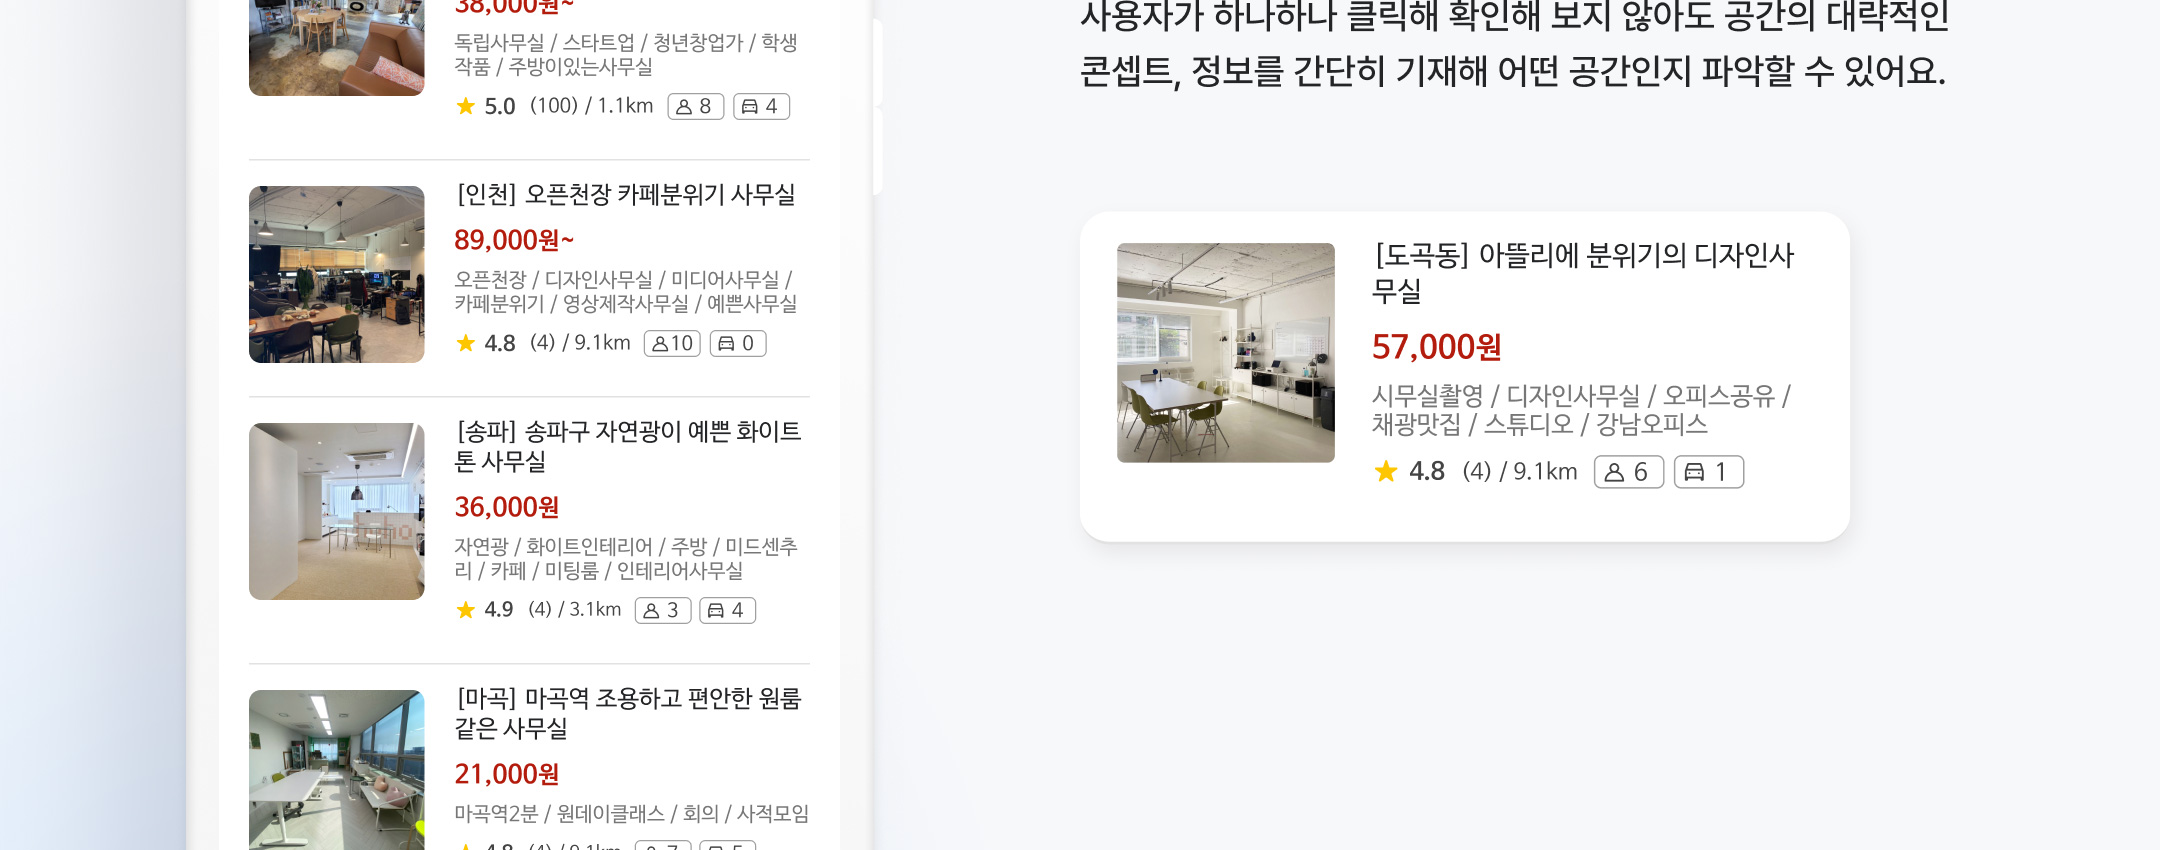 38,000원~
독립사무실 / 스타트업 / 청년창업가 / 학생
작품 / 주방이있는사무실
5.0 (100) / 1.1km 8 4
[인천] 오픈천장 카페분위기 사무실
89,000원~
오픈천장 / 디자인사무실 / 미디어사무실 /
카페분위기 / 영상제작사무실 / 예쁜사무실
4.8 (4) / 9.1km 10 0
[송파] 송파구 자연광이 예쁜 화이트
톤 사무실
36,000원
자연광 / 화이트인테리어 / 주방 / 미드센추
리 / 카페 / 미팅룸 / 인테리어사무실
4.9 (4) / 3.1km 3 4
[마곡] 마곡역 조용하고 편안한 원룸
같은 사무실
21,000원
마곡역2분 / 원데이클래스 / 회의 / 사적모임
4.8 (4) / 9.1km 7 5
사용자가 하나하나 클릭해 확인해 보지 않아도 공간의 대략적인
콘셉트, 정보를 간단히 기재해 어떤 공간인지 파악할 수 있어요.
[도곡동] 아뜰리에 분위기의 디자인사
무실
57,000원
시무실촬영 / 디자인사무실 / 오피스공유 /
채광맛집 / 스튜디오 / 강남오피스
4.8 (4) / 9.1km 6 1